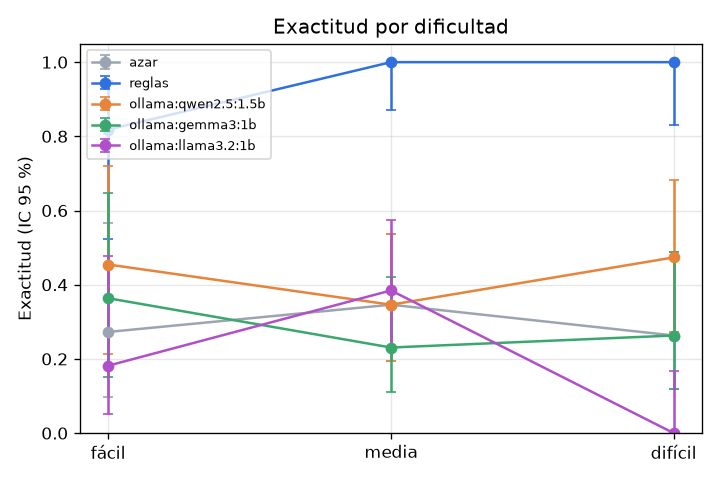 Exactitud por dificultad
azar
reglas
ollama:qwen2.5:1.5b
ollama:gemma3:1b
ollama:llama3.2:1b
Exactitud (IC 95 %)
1.0
0.8
0.6
0.4
0.2
0.0
fácil
media
difícil